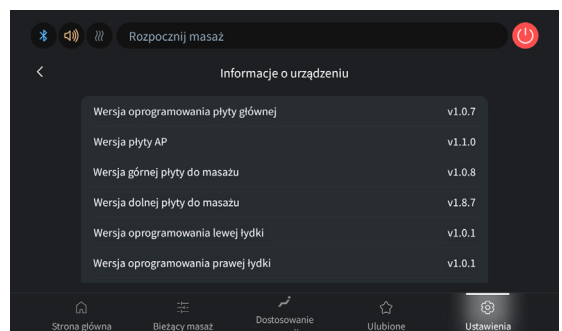 Rozpocznij masaż
Informacje o urządzeniu
Wersja oprogramowania płyty głównej v1.0.7
Wersja płyty AP v1.1.0
Wersja górnej płyty do masażu v1.0.8
Wersja dolnej płyty do masażu v1.8.7
Wersja oprogramowania lewej łydki v1.0.1
Wersja oprogramowania prawej łydki v1.0.1
Strona główna Bieżący masaż Dostosowanie Ulubione Ustawienia